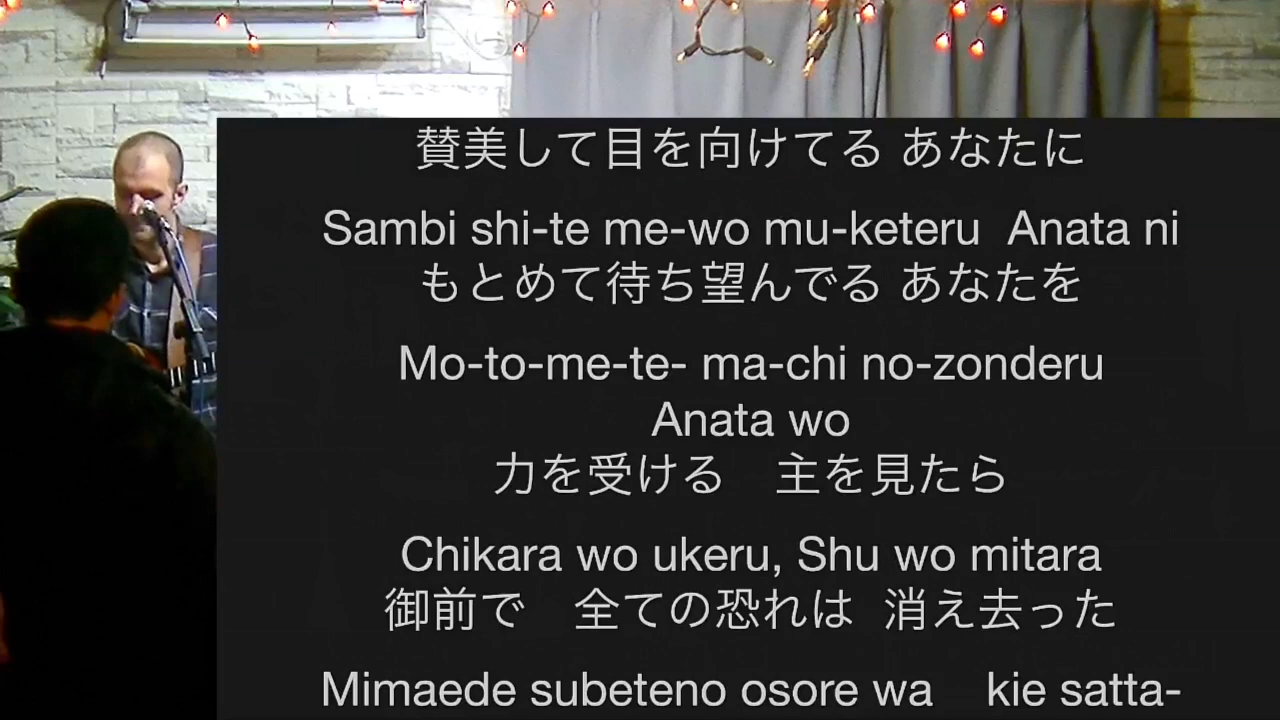 賛美して目を向けてる あなたに
Sambi shi-te me-wo mu-keteru  Anata ni
もとめて待ち望んでる あなたを
Mo-to-me-te- ma-chi no-zonderu
Anata wo
力を受ける　主を見たら
Chikara wo ukeru, Shu wo mitara
御前で　全ての恐れは  消え去った
Mimaede subeteno osore wa    kie satta-